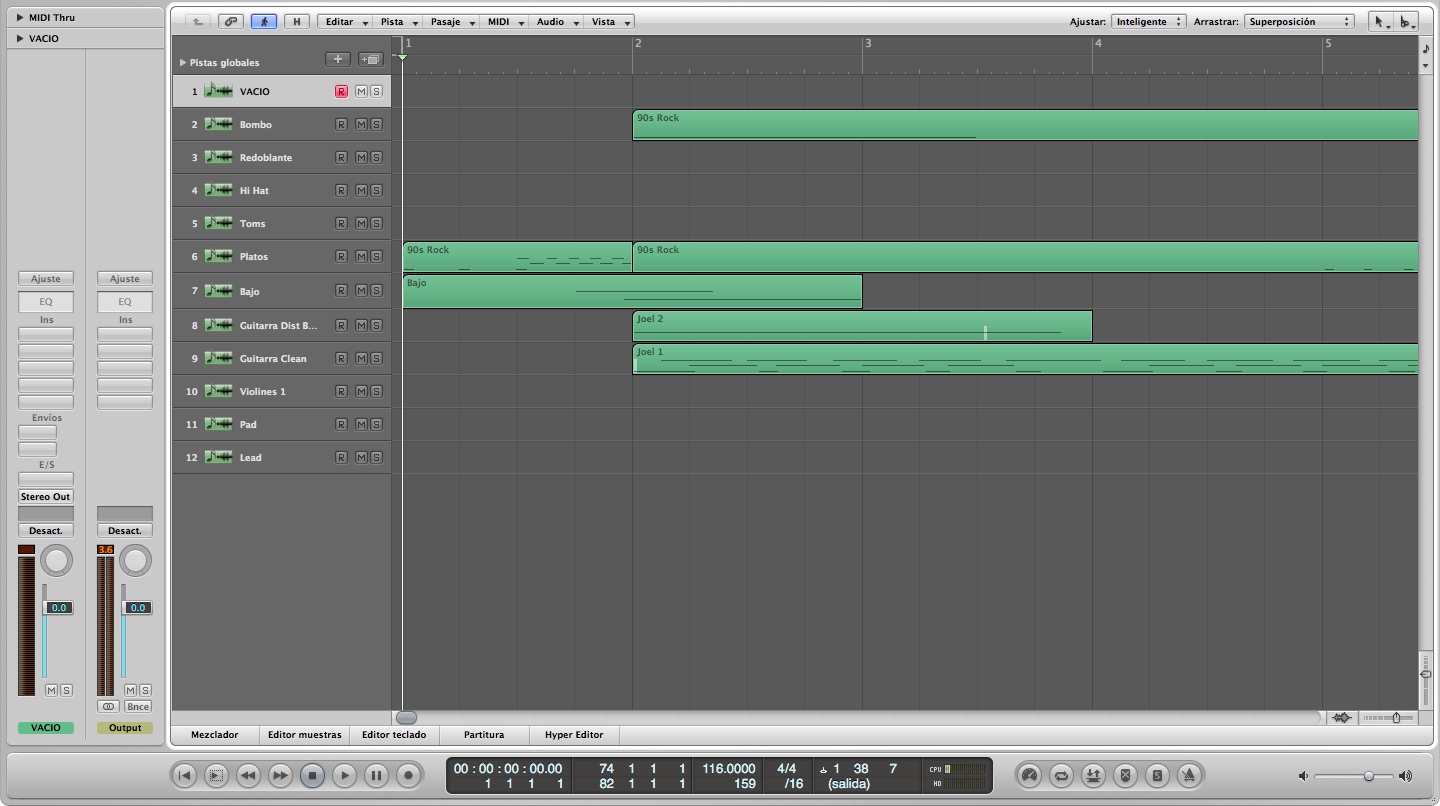 MIDI Thru
VACIO
H Editar Pista Pasaje MIDI Audio Vista Ajustar: Inteligente Arrastrar: Superposición
1 2 3 4 5
Pistas globales
1 VACIO R M S
2 Bombo R M S 90s Rock
3 Redoblante R M S
4 Hi Hat R M S
5 Toms R M S
6 Platos R M S 90s Rock 90s Rock
7 Bajo R M S Bajo
8 Guitarra Dist B... R M S Joel 2
9 Guitarra Clean R M S Joel 1
10 Violines 1 R M S
11 Pad R M S
12 Lead R M S
Ajuste Ajuste
EQ EQ
Ins Ins
Envíos
E/S
Stereo Out
Desact. Desact.
3.6
0.0 0.0
M S M S
Bnce
VACIO Output
Mezclador Editor muestras Editor teclado Partitura Hyper Editor
00 : 00 : 00 : 00.00 74 1 1 1 116.0000 4/4 1 38 7 CPU
1 1 1 1 82 1 1 1 159 /16 (salida) HD
S